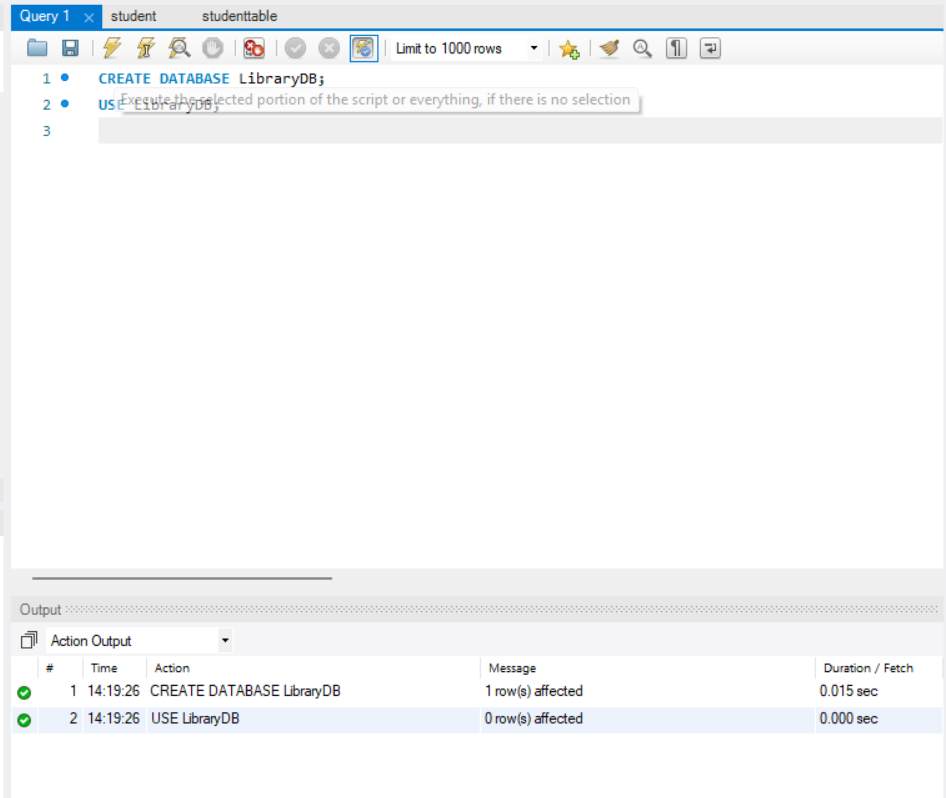 Query 1 × student studenttable
Limit to 1000 rows
1 CREATE DATABASE LibraryDB;
2 USE LibraryDB;
Execute the selected portion of the script or everything, if there is no selection
3
Output
Action Output
# Time Action Message Duration / Fetch
1 14:19:26 CREATE DATABASE LibraryDB 1 row(s) affected 0.015 sec
2 14:19:26 USE LibraryDB 0 row(s) affected 0.000 sec